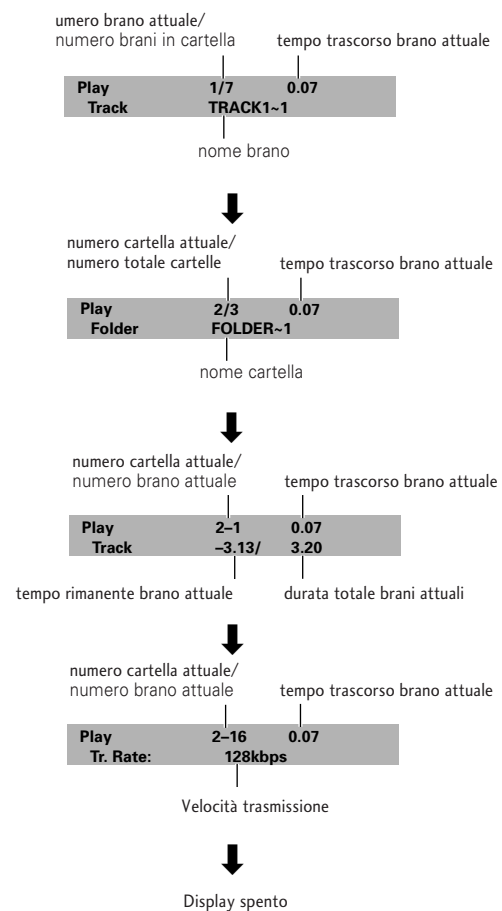 umero brano attuale/
numero brani in cartella
tempo trascorso brano attuale
Play 1/7 0.07
Track TRACK1~1
nome brano
numero cartella attuale/
numero totale cartelle
tempo trascorso brano attuale
Play 2/3 0.07
Folder FOLDER~1
nome cartella
numero cartella attuale/
numero brano attuale
tempo trascorso brano attuale
Play 2–1 0.07
Track –3.13/ 3.20
tempo rimanente brano attuale
durata totale brani attuali
numero cartella attuale/
numero brano attuale
tempo trascorso brano attuale
Play 2–16 0.07
Tr. Rate: 128kbps
Velocità trasmissione
Display spento